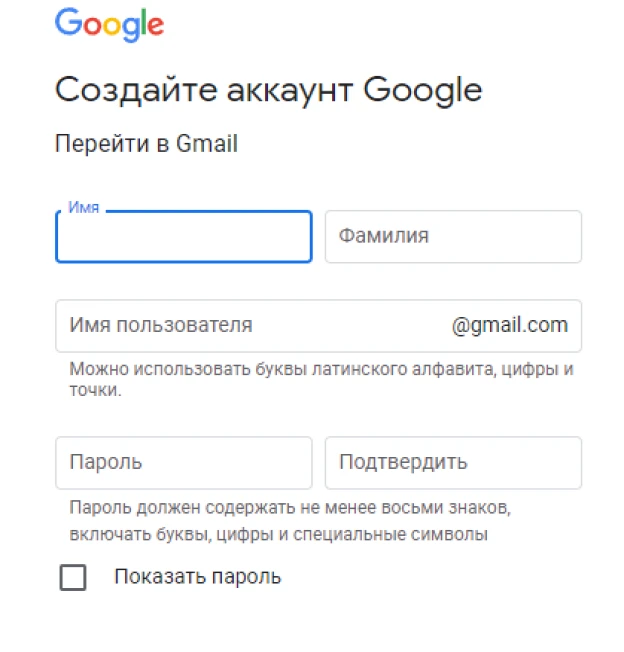 Google
Создайте аккаунт Google
Перейти в Gmail
Имя
Фамилия
Имя пользователя @gmail.com
Можно использовать буквы латинского алфавита, цифры и
точки.
Пароль Подтвердить
Пароль должен содержать не менее восьми знаков,
включать буквы, цифры и специальные символы
Показать пароль